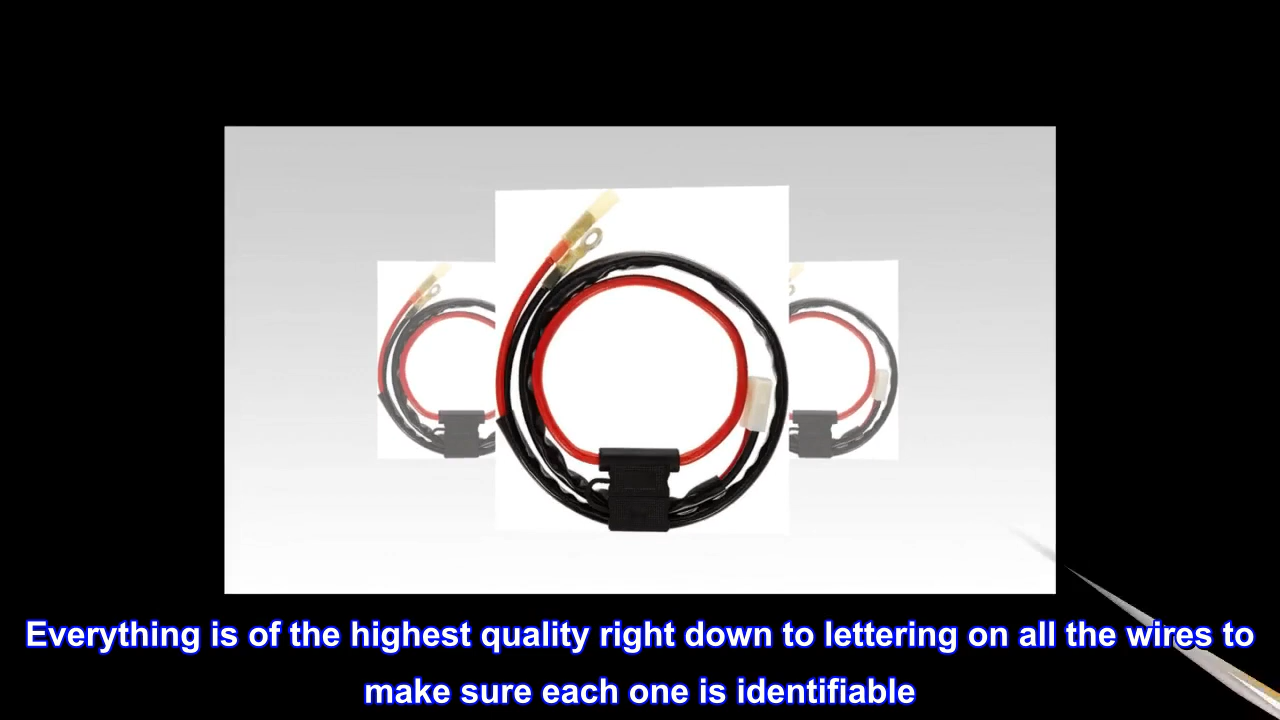 Everything is of the highest quality right down to lettering on all the wires to
make sure each one is identifiable